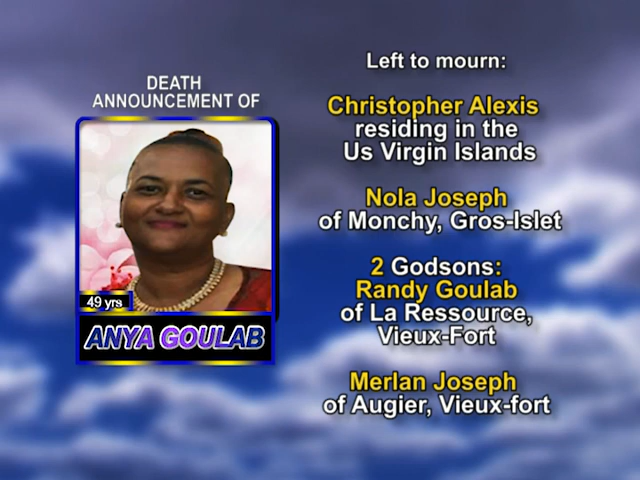 DEATH
ANNOUNCEMENT OF
49 yrs
ANYA GOULAB
Left to mourn:
Christopher Alexis
residing in the
Us Virgin Islands
Nola Joseph
of Monchy, Gros-Islet
2 Godsons:
Randy Goulab
of La Ressource,
Vieux-Fort
Merlan Joseph
of Augier, Vieux-fort